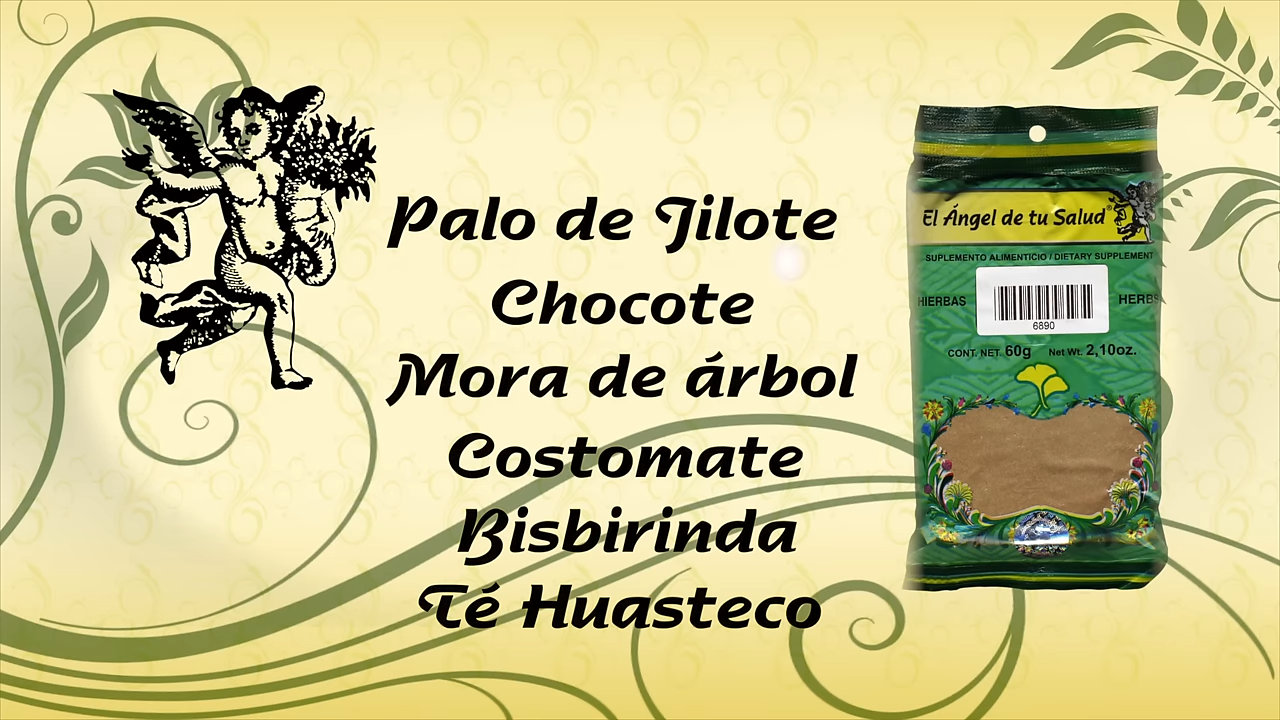 Palo de Jilote
Chocote
Mora de árbol
Costomate
Bisbirinda
Té Huasteco
El Ángel de tu Salud®
SUPLEMENTO ALIMENTICIO / DIETARY SUPPLEMENT
HIERBAS
HERBS
6890
CONT. NET. 60g Net Wt. 2,10oz.